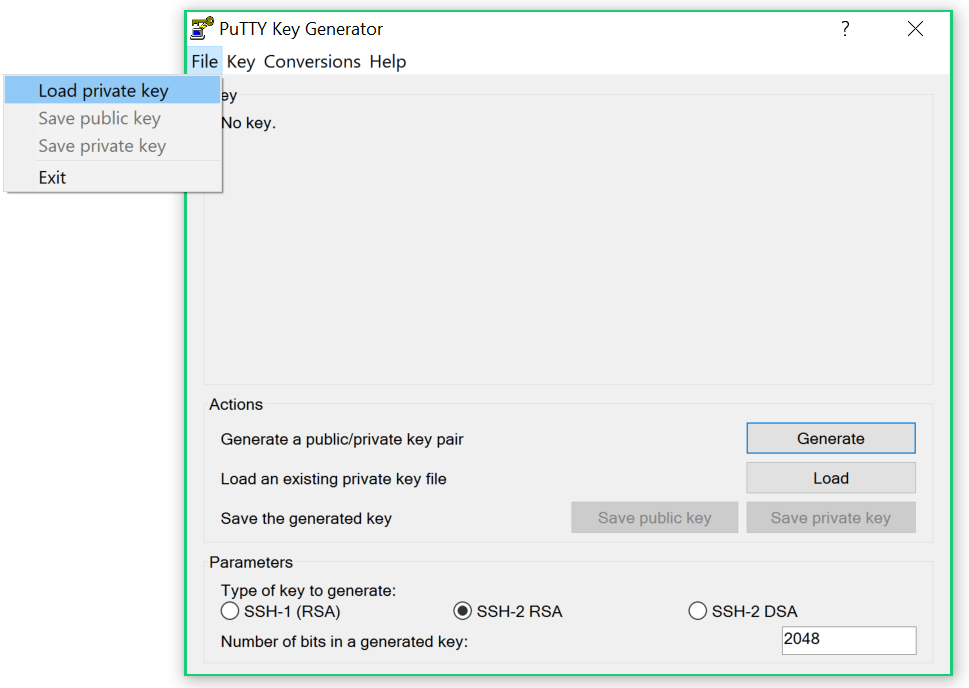 PuTTY Key Generator ?
File Key Conversions Help
Load private key
Save public key
Save private key
Exit
ey
No key.
Actions
Generate a public/private key pair Generate
Load an existing private key file Load
Save the generated key Save public key Save private key
Parameters
Type of key to generate:
SSH-1 (RSA) SSH-2 RSA SSH-2 DSA
Number of bits in a generated key: 2048